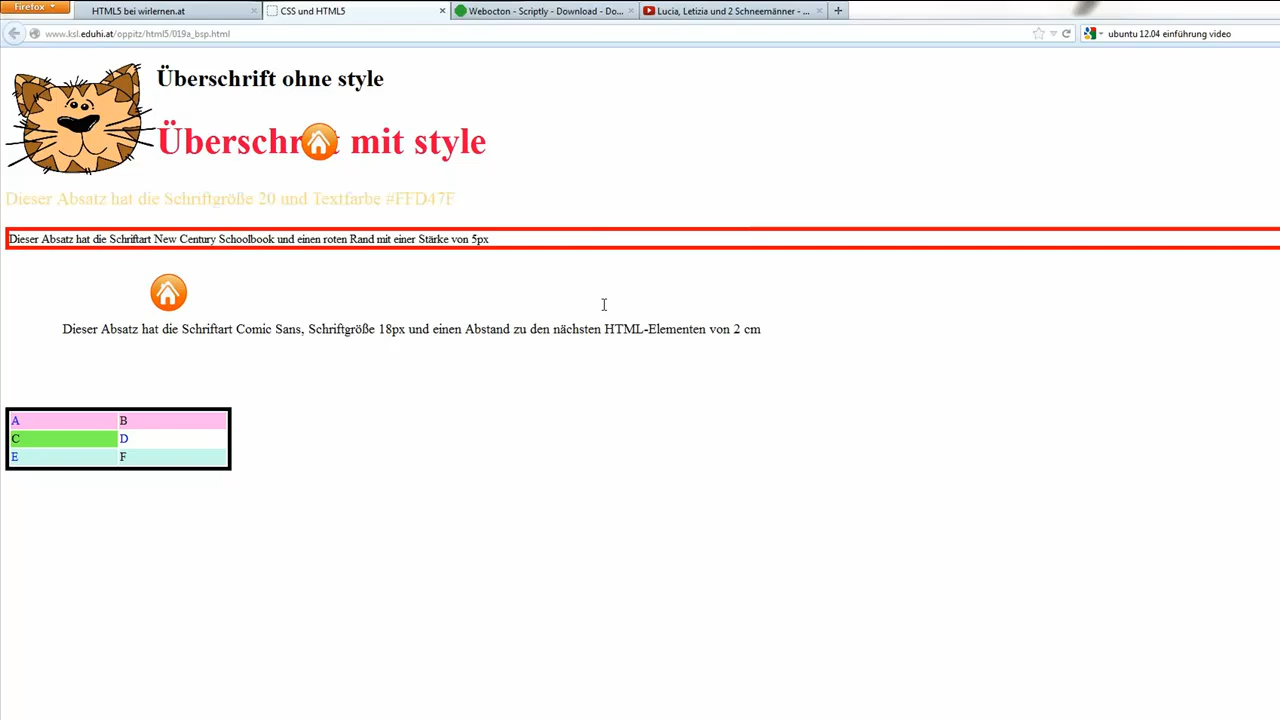 Firefox
HTML5 bei wirlernen.at
CSS und HTML5
Webocton - Scriptly - Download - Do...
Lucia, Letizia und 2 Schneemänner - ...
www.ksl.eduhi.at/oppitz/html5/019a_bsp.html
ubuntu 12.04 einführung video
Überschrift ohne style
Überschr t mit style
Dieser Absatz hat die Schriftgröße 20 und Textfarbe #FFD47F
Dieser Absatz hat die Schriftart New Century Schoolbook und einen roten Rand mit einer Stärke von 5px
Dieser Absatz hat die Schriftart Comic Sans, Schriftgröße 18px und einen Abstand zu den nächsten HTML-Elementen von 2 cm
A B
C D
E F